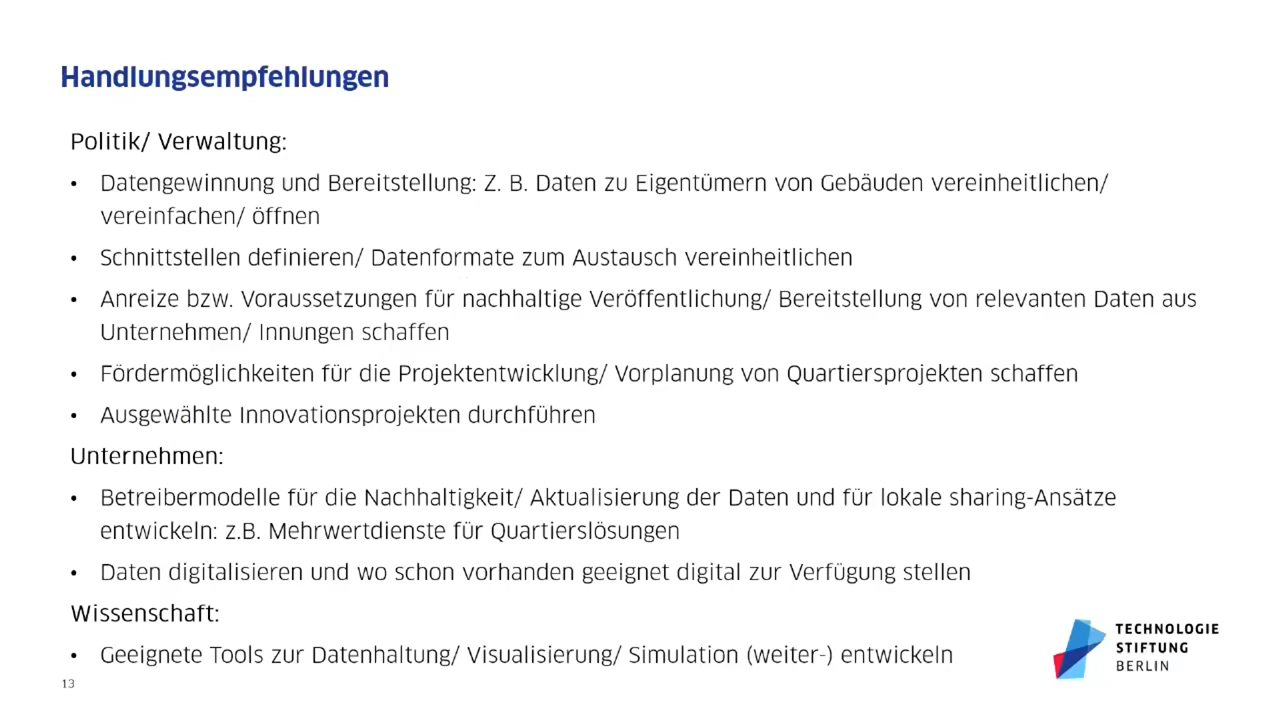 Handlungsempfehlungen
Politik/ Verwaltung:
• Datengewinnung und Bereitstellung: Z. B. Daten zu Eigentümern von Gebäuden vereinheitlichen/
vereinfachen/ öffnen
• Schnittstellen definieren/ Datenformate zum Austausch vereinheitlichen
• Anreize bzw. Voraussetzungen für nachhaltige Veröffentlichung/ Bereitstellung von relevanten Daten aus
Unternehmen/ Innungen schaffen
• Fördermöglichkeiten für die Projektentwicklung/ Vorplanung von Quartiersprojekten schaffen
• Ausgewählte Innovationsprojekten durchführen
Unternehmen:
• Betreibermodelle für die Nachhaltigkeit/ Aktualisierung der Daten und für lokale sharing-Ansätze
entwickeln: z.B. Mehrwertdienste für Quartierslösungen
• Daten digitalisieren und wo schon vorhanden geeignet digital zur Verfügung stellen
Wissenschaft:
• Geeignete Tools zur Datenhaltung/ Visualisierung/ Simulation (weiter-) entwickeln
13
TECHNOLOGIE
STIFTUNG
BERLIN